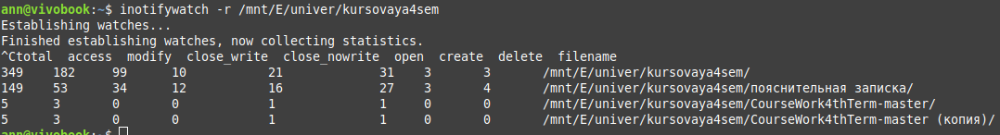 ann@vivobook:~$ inotifywatch -r /mnt/E/univer/kursovaya4sem
Establishing watches...
Finished establishing watches, now collecting statistics.
^Ctotal  access  modify  close_write  close_nowrite  open  create  delete  filename
349    182     99      10           21             31    3       3       /mnt/E/univer/kursovaya4sem/
149    53      34      12           16             27    3       4       /mnt/E/univer/kursovaya4sem/пояснительная записка/
5      3       0       0            1              1     0       0       /mnt/E/univer/kursovaya4sem/CourseWork4thTerm-master/
5      3       0       0            1              1     0       0       /mnt/E/univer/kursovaya4sem/CourseWork4thTerm-master (копия)/
ann@vivobook:~$